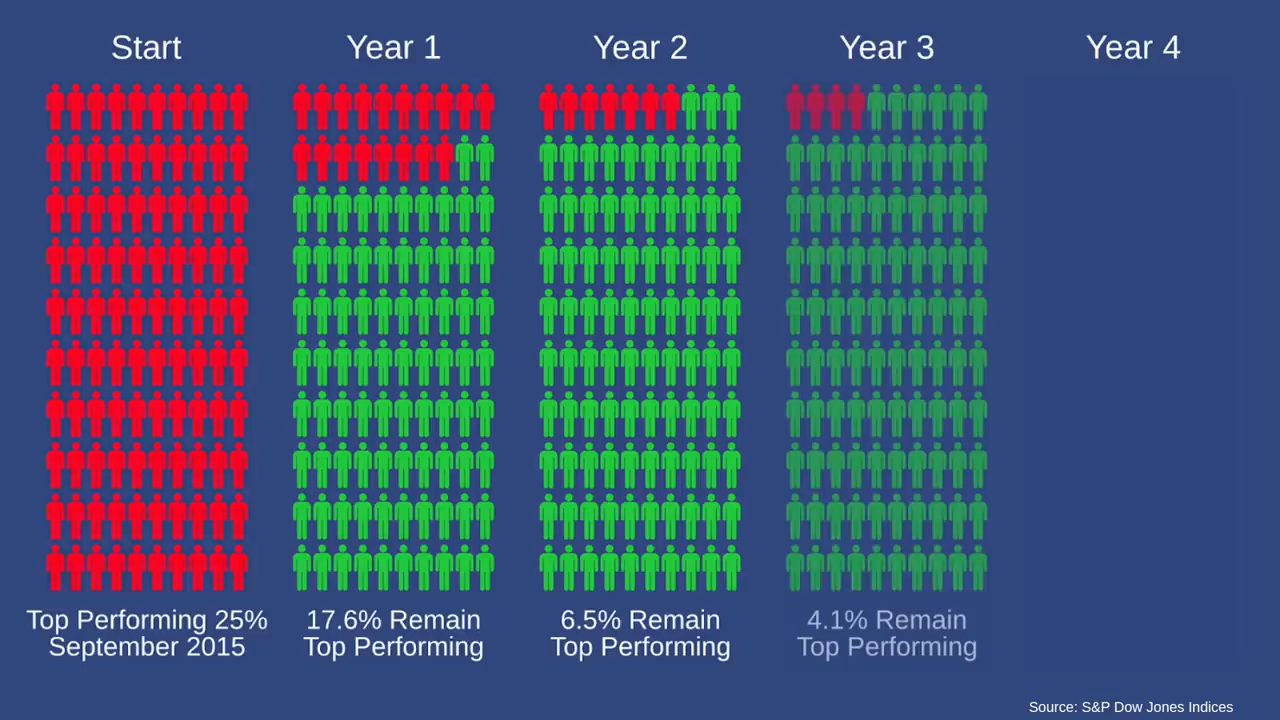 Start
Year 1
Year 2
Year 3
Year 4
Top Performing 25%
September 2015
17.6% Remain
Top Performing
6.5% Remain
Top Performing
4.1% Remain
Top Performing
Source: S&P Dow Jones Indices